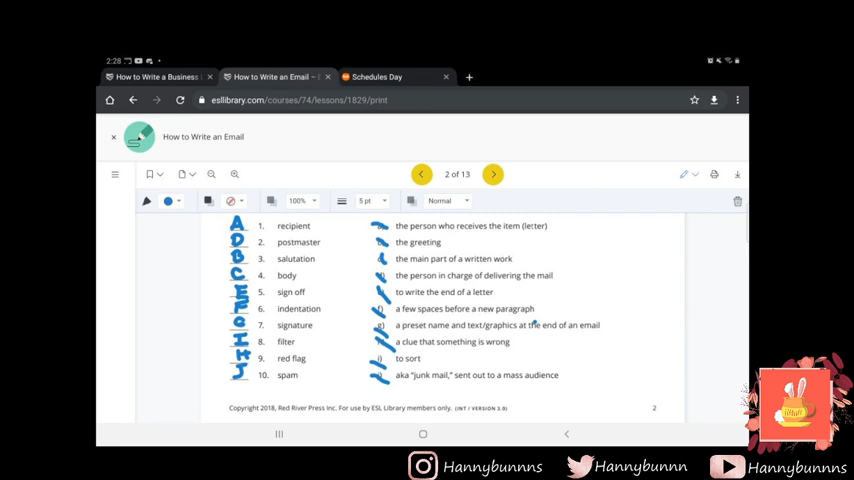 2:28
How to Write a Business
How to Write an Email – E
Schedules Day
esllibrary.com/courses/74/lessons/1829/print
How to Write an Email
2 of 13
100% 5 pt Normal
A 1. recipient the person who receives the item (letter)
D 2. postmaster the greeting
B 3. salutation the main part of a written work
C 4. body the person in charge of delivering the mail
E 5. sign off to write the end of a letter
F 6. indentation f) a few spaces before a new paragraph
G 7. signature g) a preset name and text/graphics at the end of an email
I 8. filter a clue that something is wrong
H 9. red flag i) to sort
J 10. spam aka "junk mail," sent out to a mass audience
Copyright 2018, Red River Press Inc. For use by ESL Library members only. (INT / VERSION 3.0) 2
Hannybunnns Hannybunnn Hannybunnns